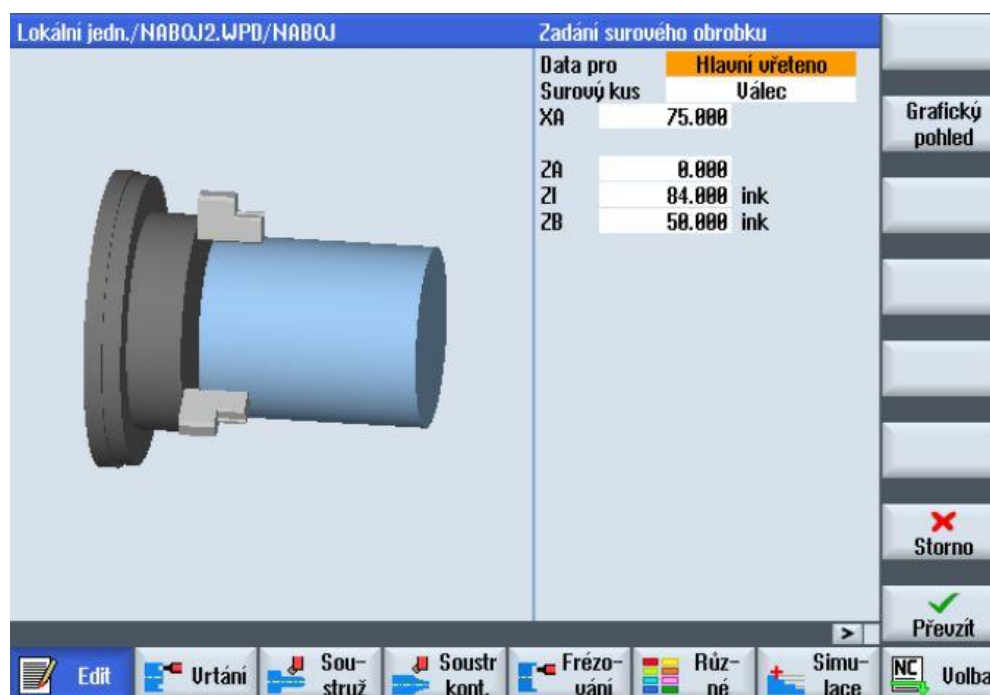 Lokální jedn./NABOJ2.WPD/NABOJ
Zadání surového obrobku
Data pro Hlavní vřeteno
Surový kus Válec
XA 75.000
ZA 0.000
ZI 84.000 ink
ZB 50.000 ink
Grafický
pohled
Storno
Převzít
>
Edit
Vrtání
Sou-
struž
Soustr
kont.
Frézo-
vání
Růz-
né
Simu-
lace
NC
Volba